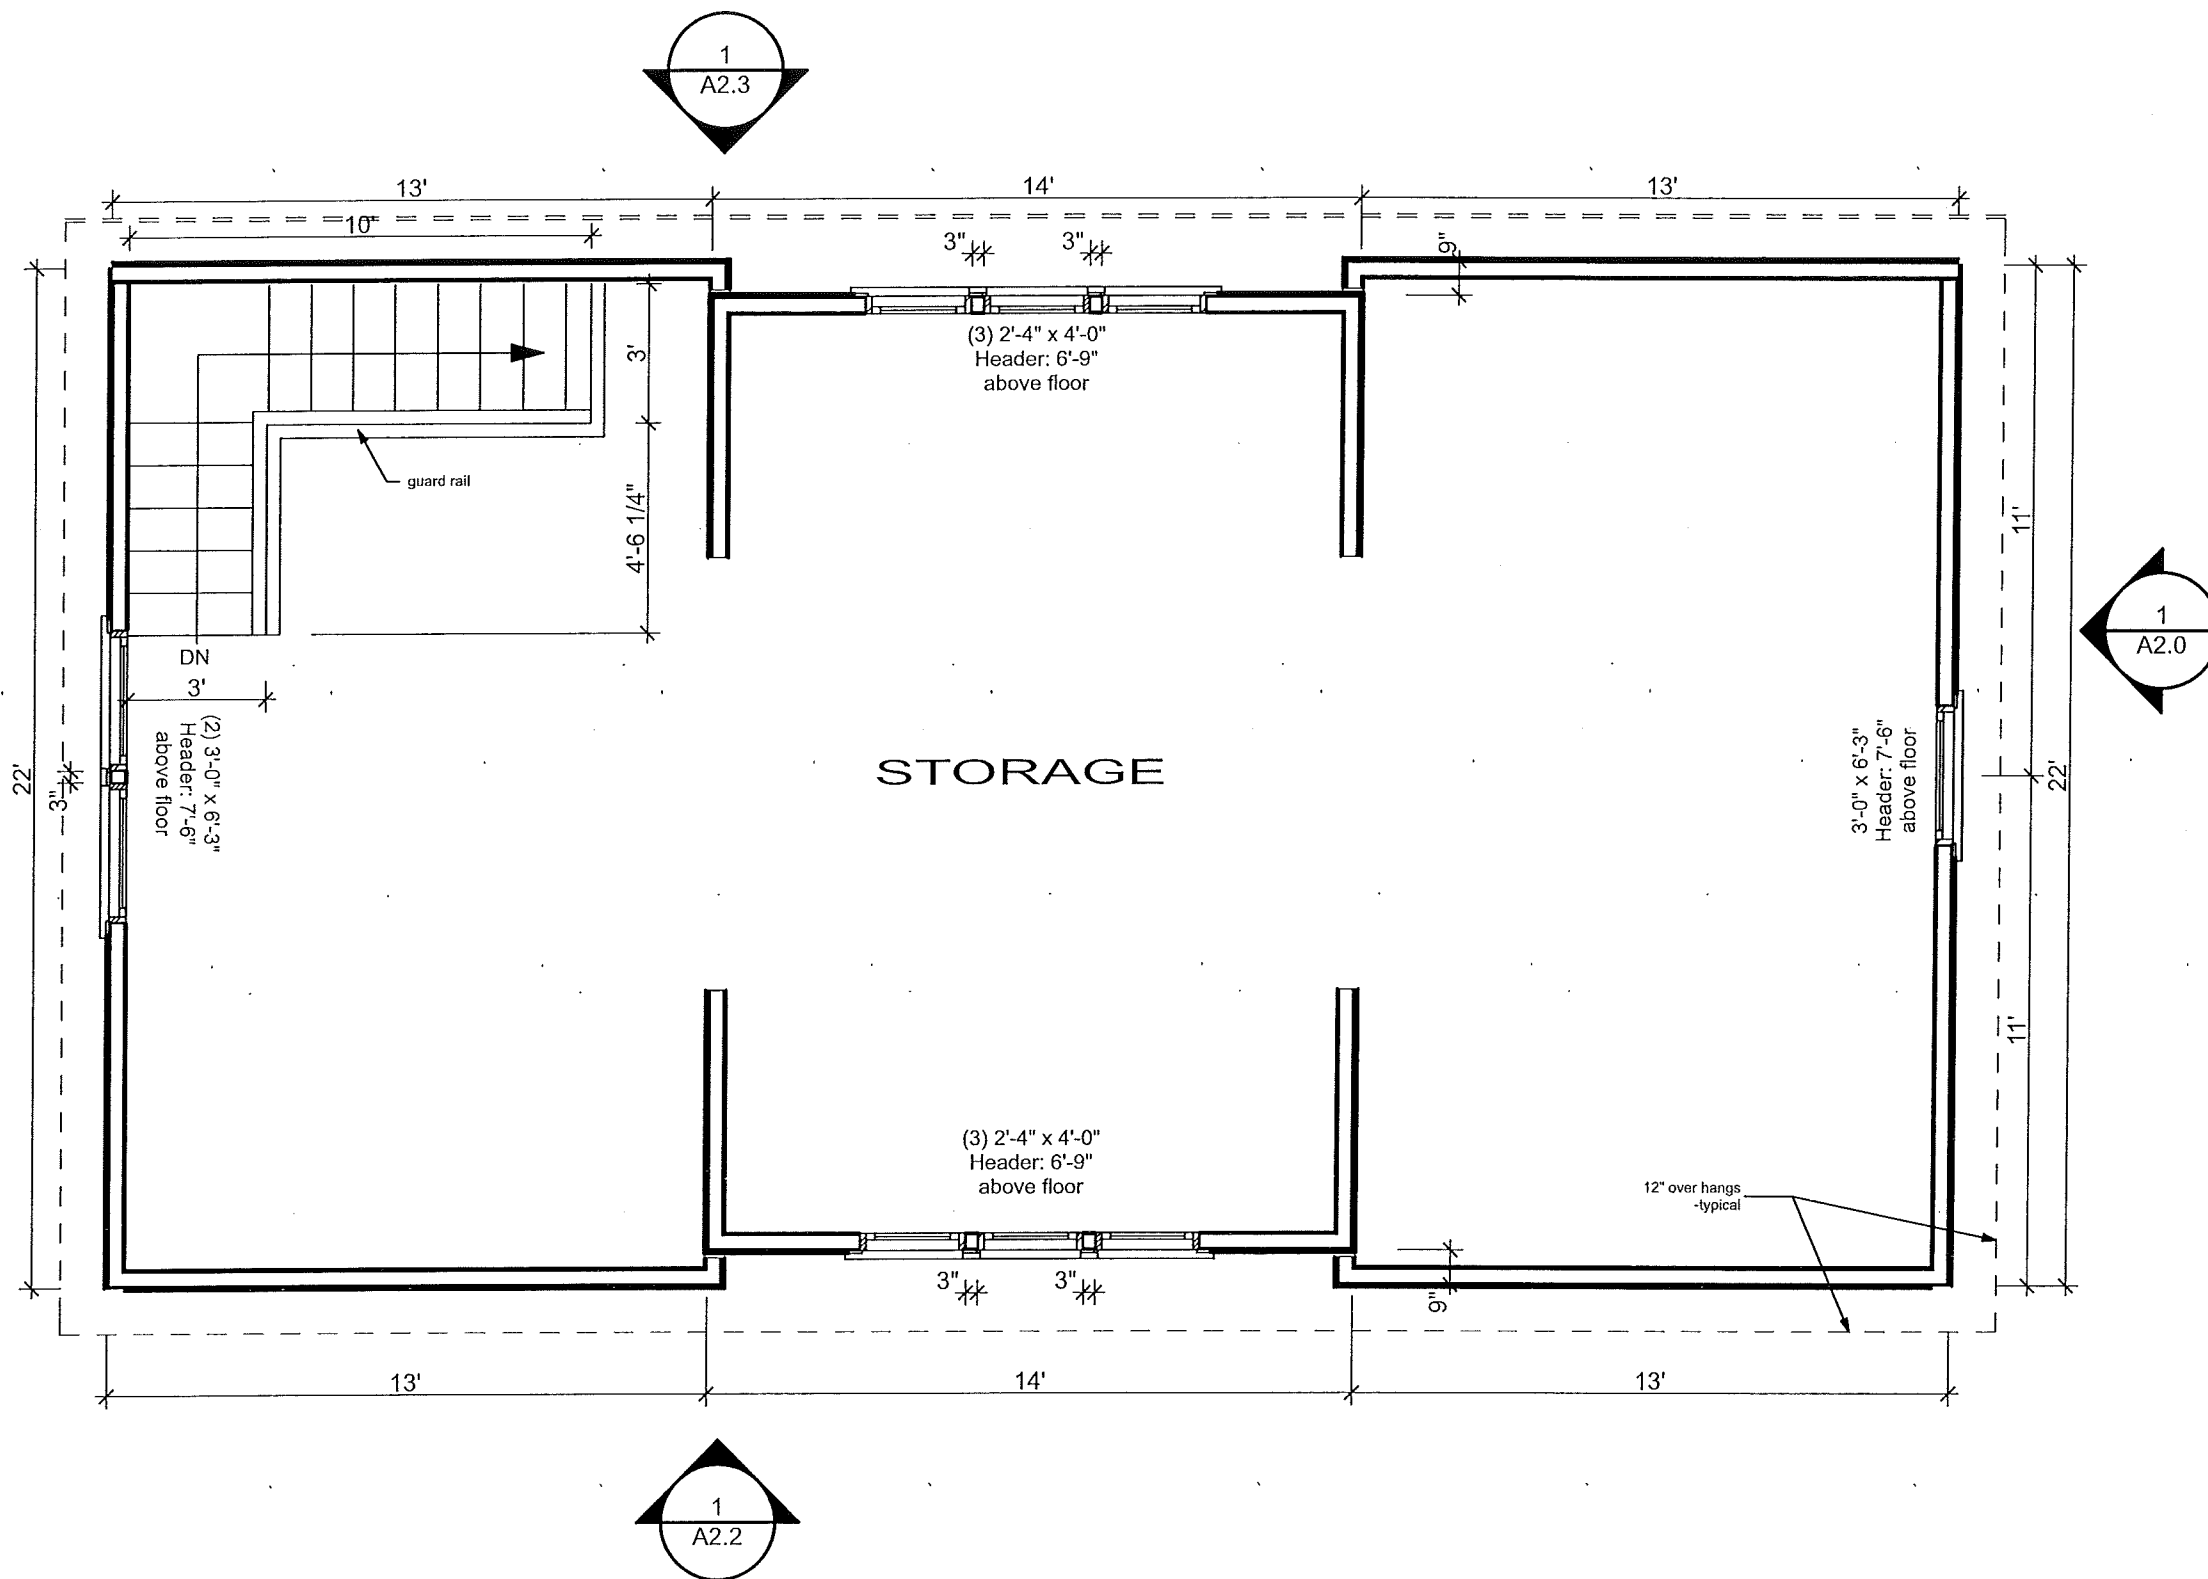 1
A2.3
13'
14'
13'
10"
3"
3"
9"
(3) 2'-4" x 4'-0"
Header: 6'-9"
above floor
3'
guard rail
4'-6 1/4"
11'
1
A2.0
DN
3'
(2) 3'-0" x 6'-3"
Header: 7'-6"
above floor
22'
3"
STORAGE
3'-0" x 6'-3"
Header: 7'-6"
above floor
22'
11'
(3) 2'-4" x 4'-0"
Header: 6'-9"
above floor
12" over hangs
-typical
3"
3"
9"
13'
14'
13'
1
A2.2